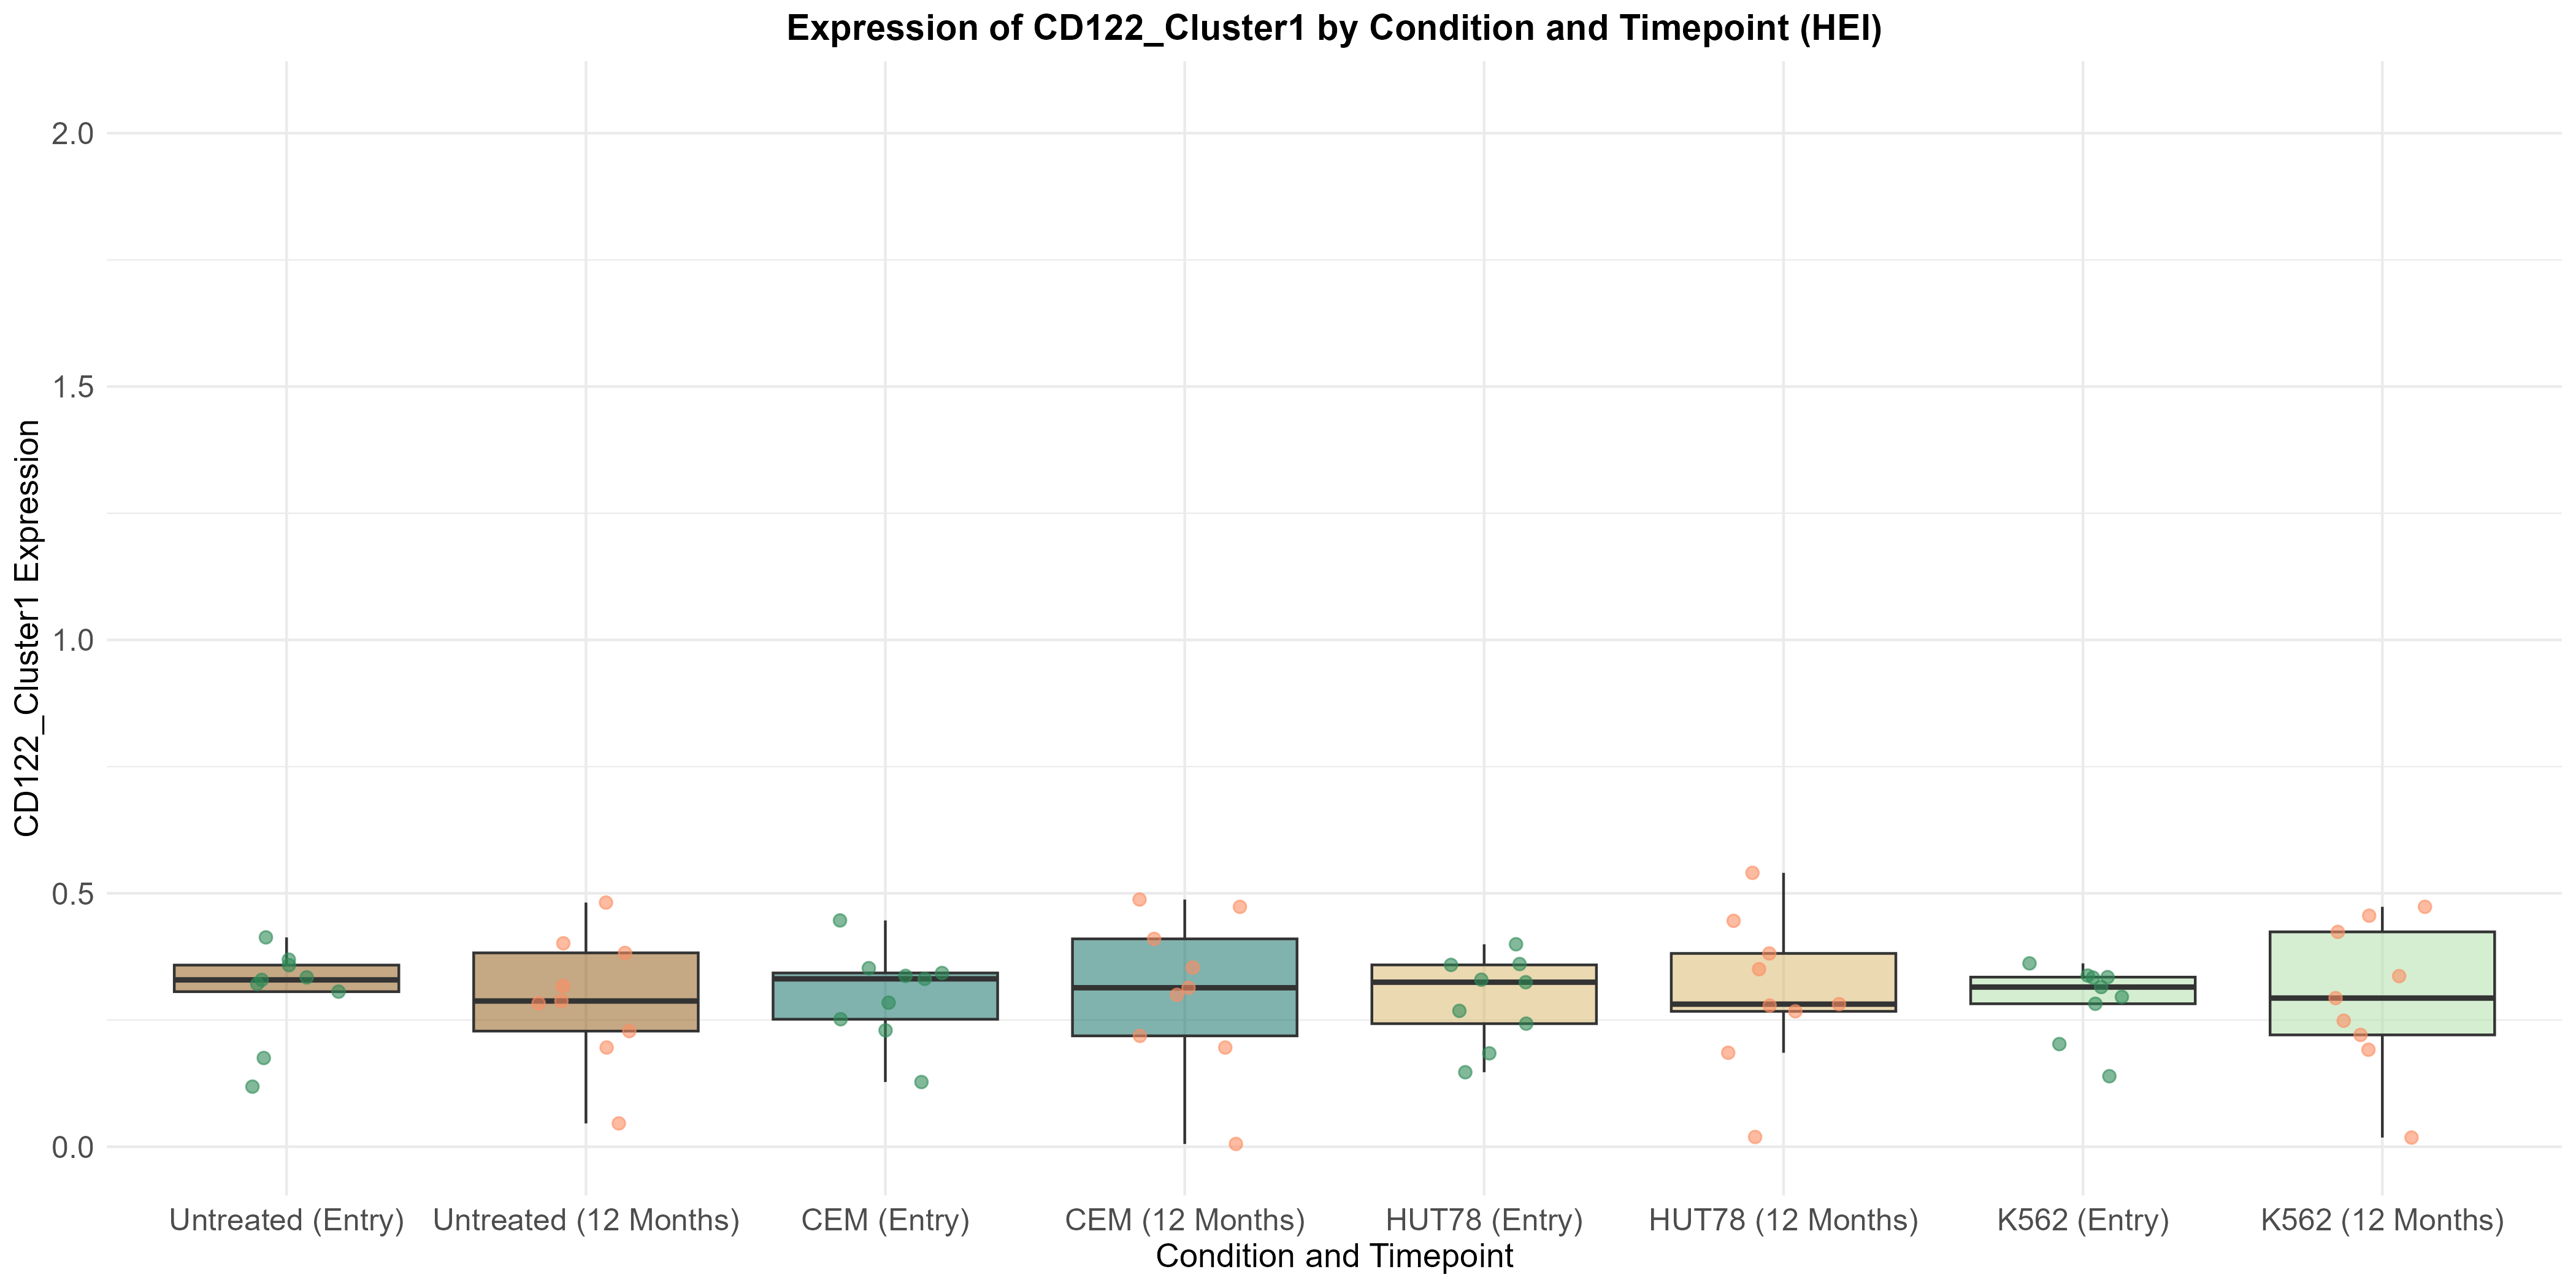 Expression of CD122_Cluster1 by Condition and Timepoint (HEI)
CD122_Cluster1 Expression
2.0
1.5
1.0
0.5
0.0
Untreated (Entry) Untreated (12 Months) CEM (Entry) CEM (12 Months) HUT78 (Entry) HUT78 (12 Months) K562 (Entry) K562 (12 Months)
Condition and Timepoint